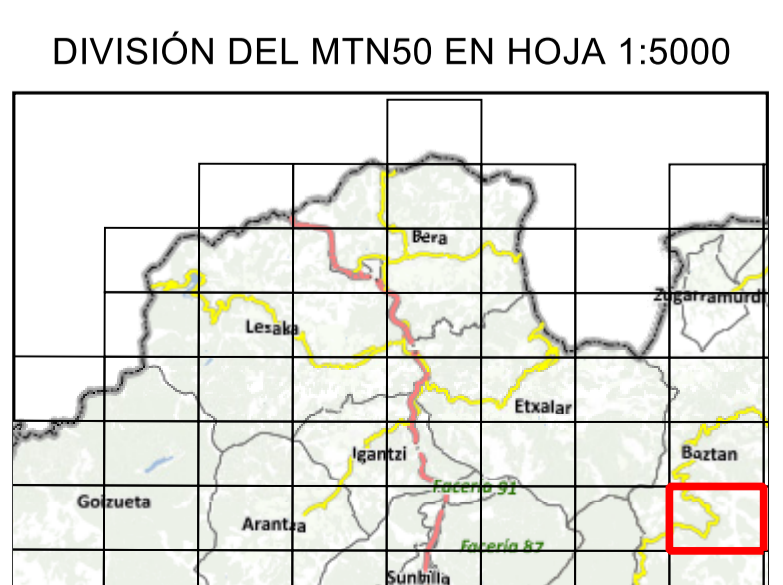 DIVISIÓN DEL MTN50 EN HOJA 1:5000
Bera
Zugarramurdi
Lesaka
Etxalar
Igantzi
Baztan
Facería 91
Goizueta
Arantza
Facería 87
Sunbilla